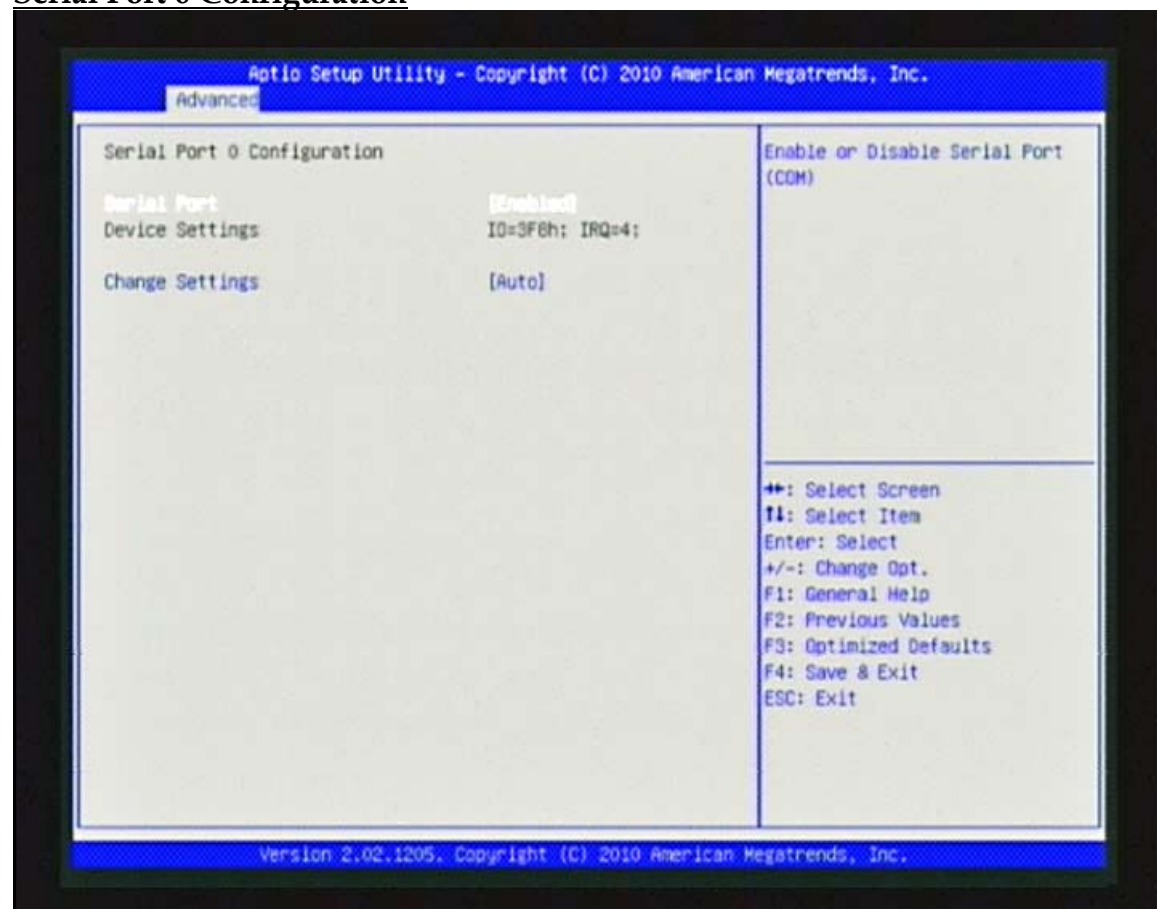 Serial Port 0 Configuration
Aptio Setup Utility - Copyright (C) 2010 American Megatrends, Inc.
Advanced
Serial Port 0 Configuration
Serial Port [Enabled]
Device Settings IO=3F8h; IRQ=4;
Change Settings [Auto]
Enable or Disable Serial Port
(COM)
→←: Select Screen
↑↓: Select Item
Enter: Select
+/-: Change Opt.
F1: General Help
F2: Previous Values
F3: Optimized Defaults
F4: Save & Exit
ESC: Exit
Version 2.02.1205. Copyright (C) 2010 American Megatrends, Inc.